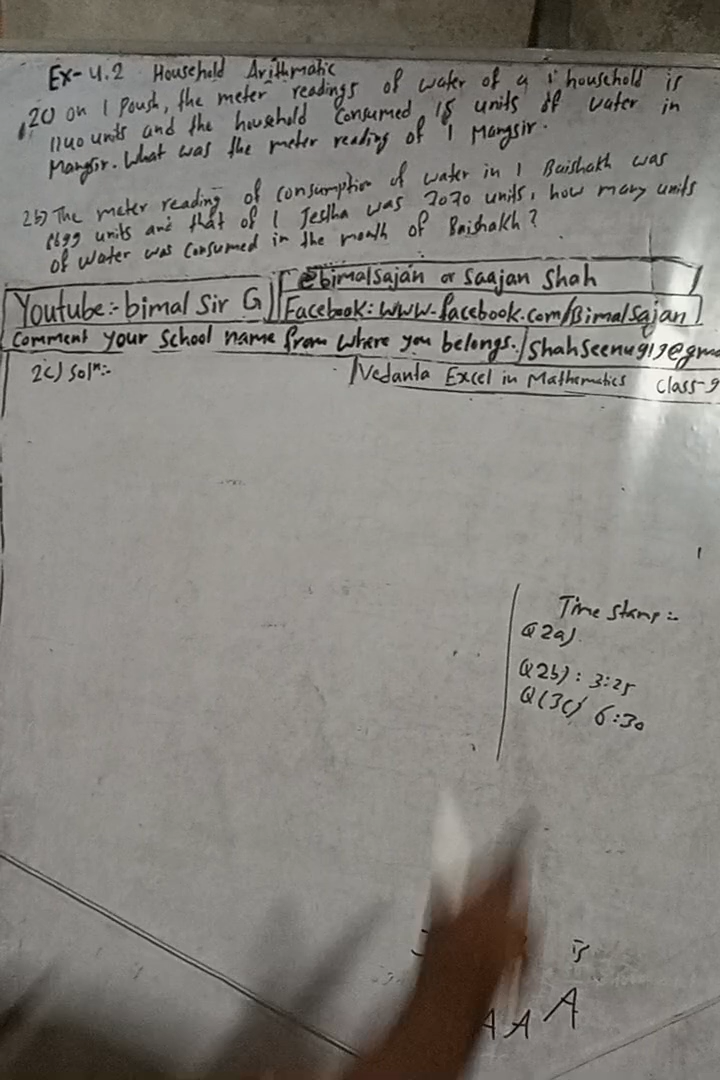 Ex- 4.2 Household Arithmatic
2a) on 1 Poush, the meter readings of water of a household is
1140 units and the household consumed 15 units of water in
Mangsir. What was the meter reading of 1 Mangsir.
2b) The meter reading of consumption of water in 1 Baishakh was
units and that of 1 Jestha was units, how many units
of water was consumed in the month of Baishakh?
@bimalsajan or Saajan Shah
Youtube:- bimal Sir G
Facebook: www.facebook.com/Bimalsajan
Comment your School name from where you belongs. / Shahseenu913@gma
2c) Soln:-
Vedanta Excel in Mathematics class-9
Time Stamp:-
Q2a)
Q2b) : 3:25
Q(3c) 6:30
is
A A A